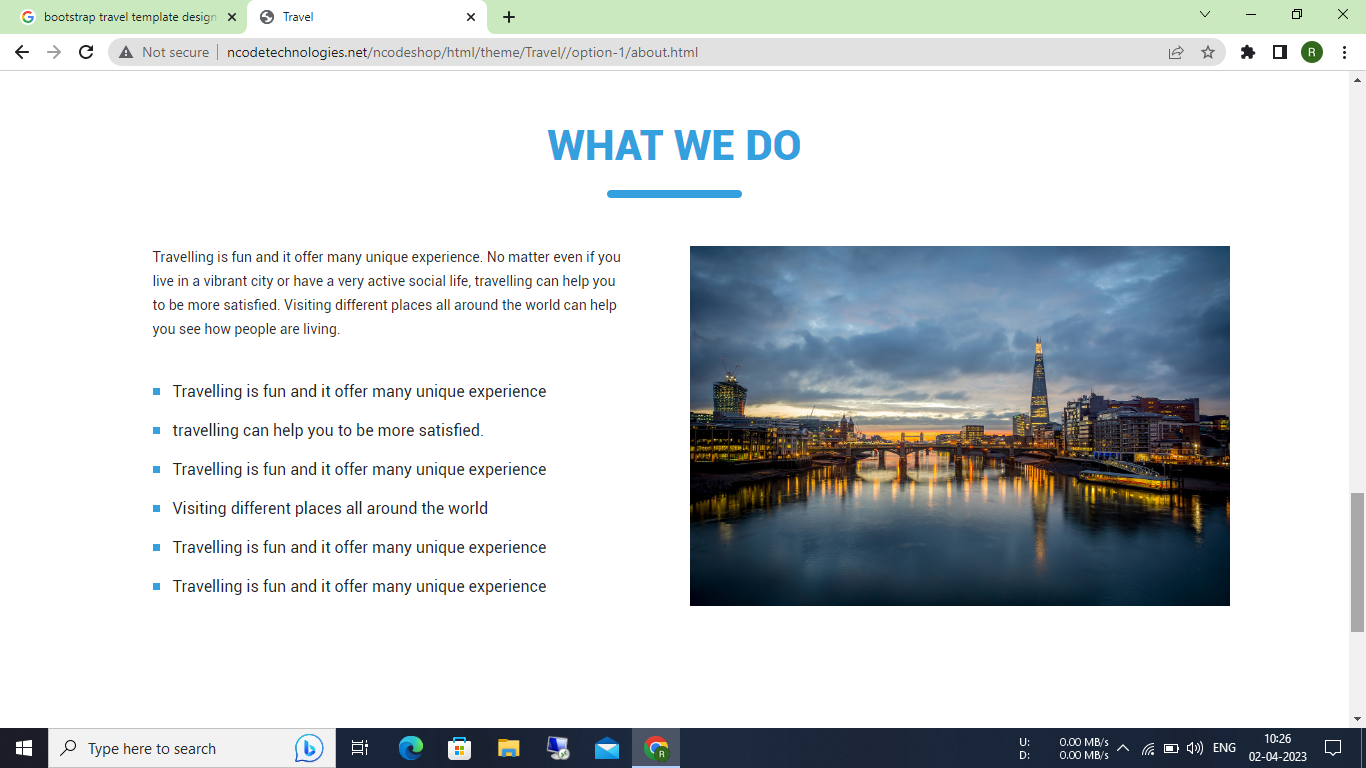 bootstrap travel template design
Travel
Not secure
ncodetechnologies.net/ncodeshop/html/theme/Travel//option-1/about.html
R
WHAT WE DO
Travelling is fun and it offer many unique experience. No matter even if you
live in a vibrant city or have a very active social life, travelling can help you
to be more satisfied. Visiting different places all around the world can help
you see how people are living.
Travelling is fun and it offer many unique experience
travelling can help you to be more satisfied.
Travelling is fun and it offer many unique experience
Visiting different places all around the world
Travelling is fun and it offer many unique experience
Travelling is fun and it offer many unique experience
Type here to search
R
U: 0.00 MB/s
D: 0.00 MB/s
ENG
10:26
02-04-2023